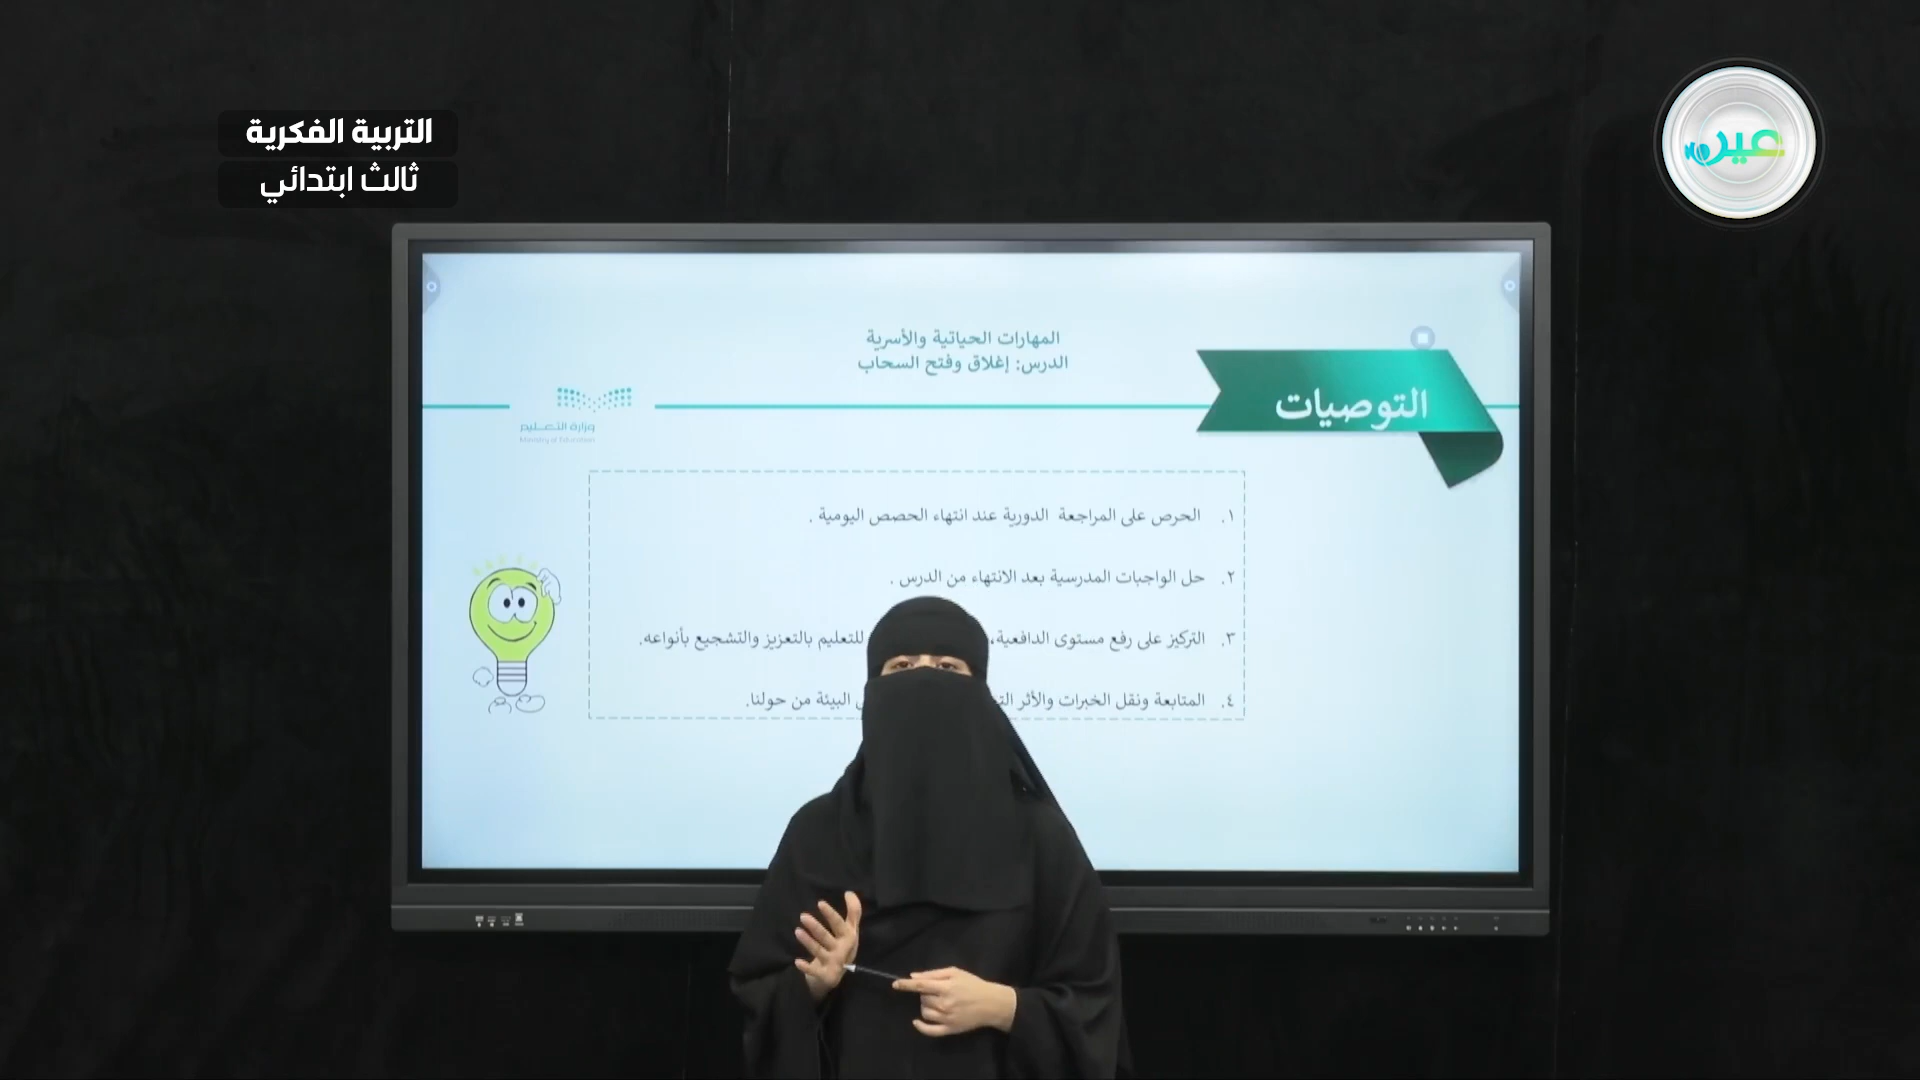 التربية الفكرية
ثالث ابتدائي
عين
المهارات الحياتية والأسرية
الدرس: إغلاق وفتح السحاب
التوصيات
وزارة التعـــليم
Ministry of Education
١. الحرص على المراجعة الدورية عند انتهاء الحصص اليومية .
٢. حل الواجبات المدرسية بعد الانتهاء من الدرس .
٣. التركيز على رفع مستوى الدافعية، للتعليم بالتعزيز والتشجيع بأنواعه.
٤. المتابعة ونقل الخبرات والأثر البيئة من حولنا.